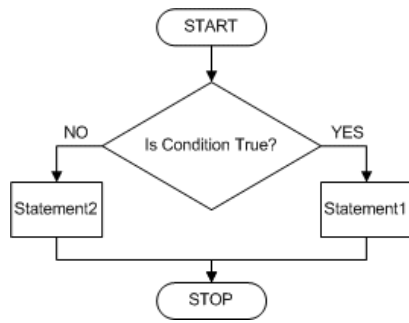 START
NO
YES
Is Condition True?
Statement2
Statement1
STOP